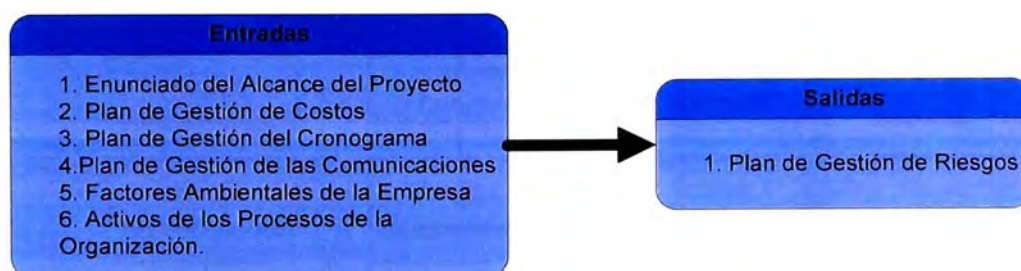 Entradas
1. Enunciado del Alcance del Proyecto
2. Plan de Gestión de Costos
3. Plan de Gestión del Cronograma
4.Plan de Gestión de las Comunicaciones
5. Factores Ambientales de la Empresa
6. Activos de los Procesos de la
Organización.
Salidas
1. Plan de Gestión de Riesgos